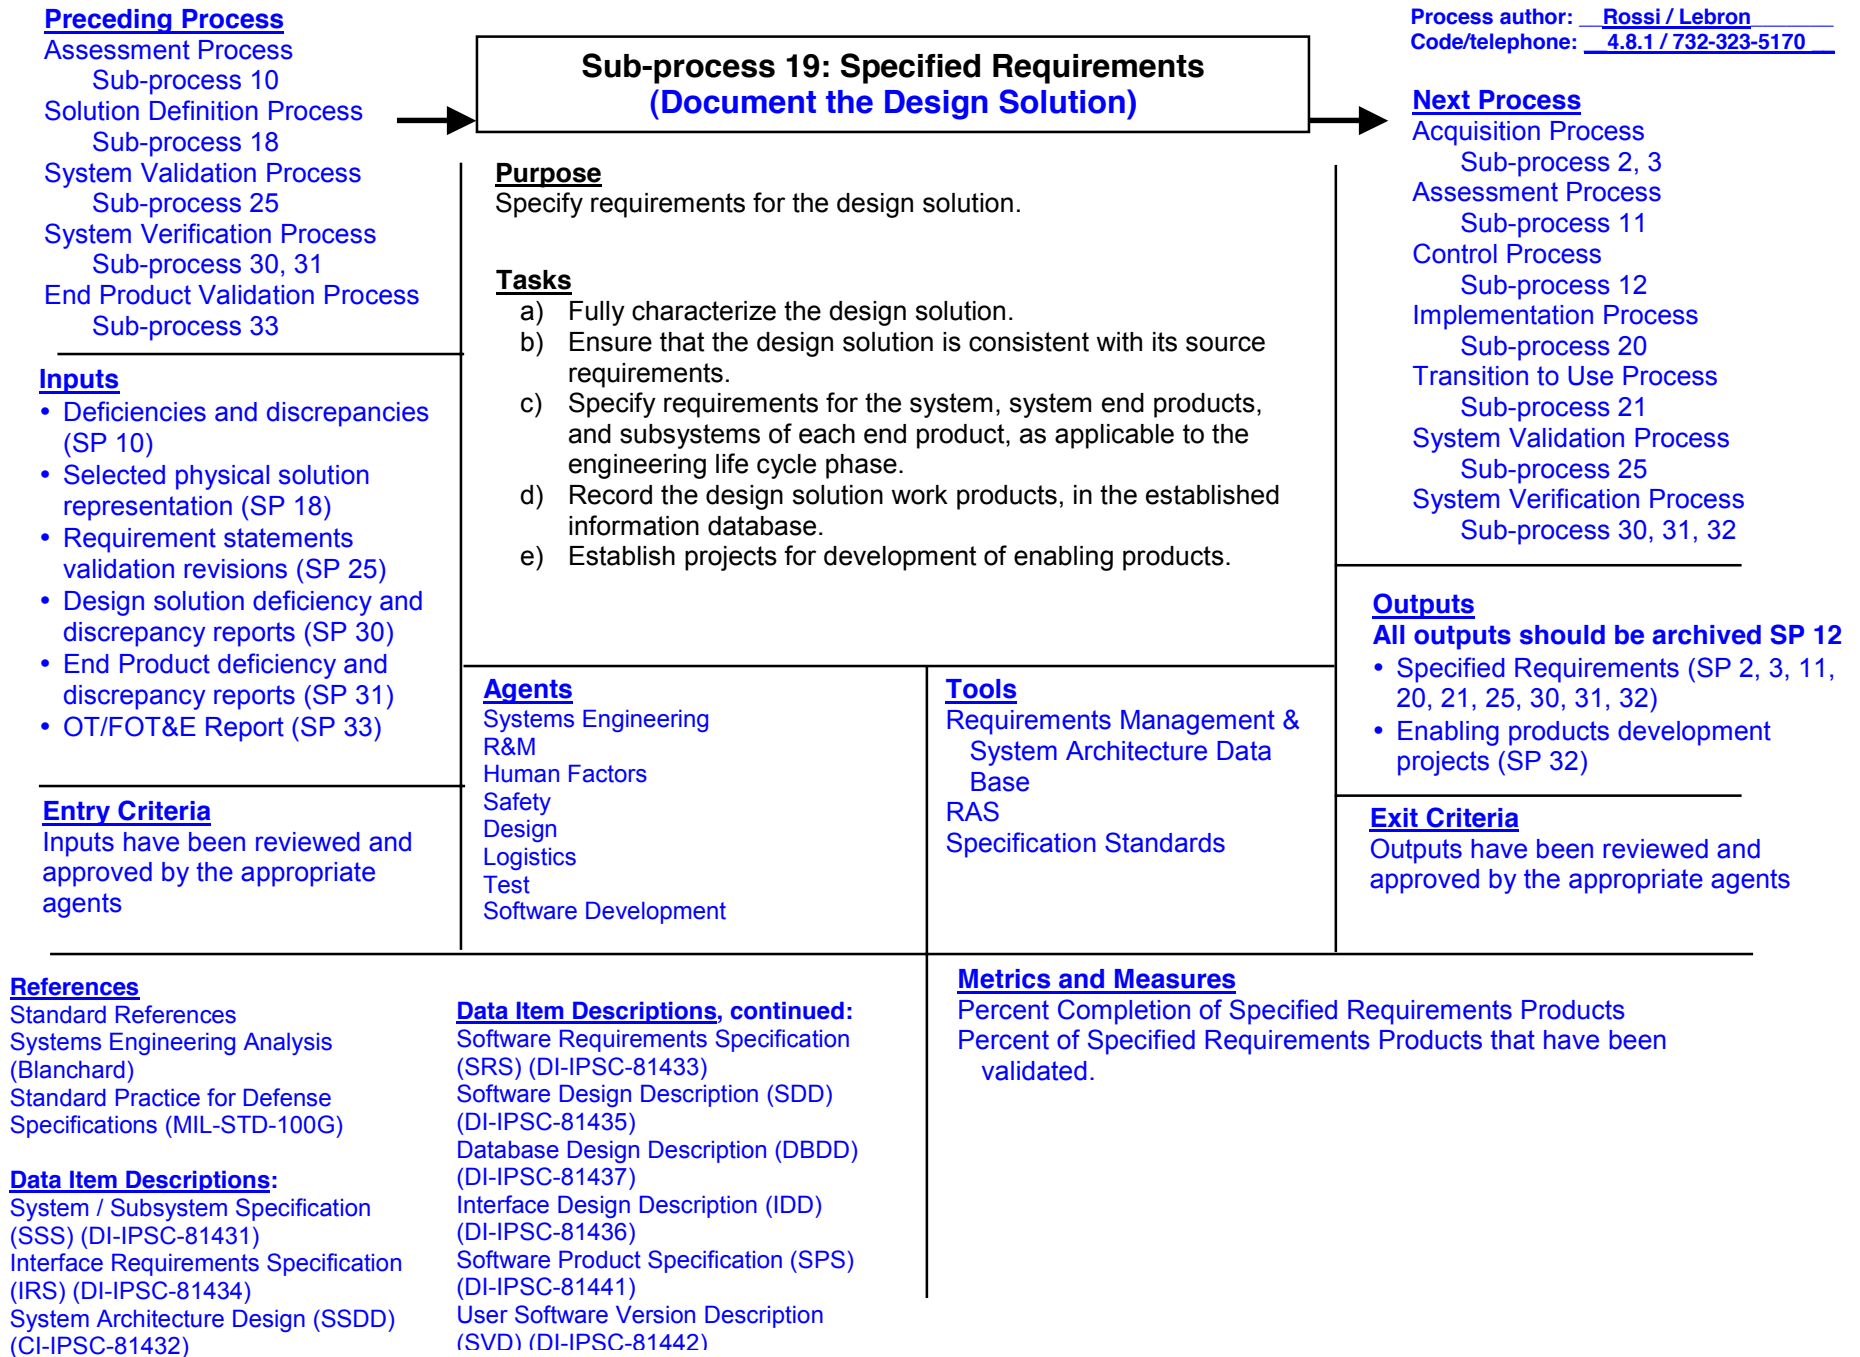 Preceding Process
Assessment Process
Sub-process 10
Solution Definition Process
Sub-process 18
System Validation Process
Sub-process 25
System Verification Process
Sub-process 30, 31
End Product Validation Process
Sub-process 33
Inputs
• Deficiencies and discrepancies
(SP 10)
• Selected physical solution
representation (SP 18)
• Requirement statements
validation revisions (SP 25)
• Design solution deficiency and
discrepancy reports (SP 30)
• End Product deficiency and
discrepancy reports (SP 31)
• OT/FOT&E Report (SP 33)
Entry Criteria
Inputs have been reviewed and
approved by the appropriate
agents
Sub-process 19: Specified Requirements
(Document the Design Solution)
Purpose
Specify requirements for the design solution.
Tasks
a) Fully characterize the design solution.
b) Ensure that the design solution is consistent with its source
requirements.
c) Specify requirements for the system, system end products,
and subsystems of each end product, as applicable to the
engineering life cycle phase.
d) Record the design solution work products, in the established
information database.
e) Establish projects for development of enabling products.
Agents
Systems Engineering
R&M
Human Factors
Safety
Design
Logistics
Test
Software Development
Tools
Requirements Management &
System Architecture Data
Base
RAS
Specification Standards
Process author: __Rossi / Lebron_______
Code/telephone: __4.8.1 / 732-323-5170 __
Next Process
Acquisition Process
Sub-process 2, 3
Assessment Process
Sub-process 11
Control Process
Sub-process 12
Implementation Process
Sub-process 20
Transition to Use Process
Sub-process 21
System Validation Process
Sub-process 25
System Verification Process
Sub-process 30, 31, 32
Outputs
All outputs should be archived SP 12
• Specified Requirements (SP 2, 3, 11,
20, 21, 25, 30, 31, 32)
• Enabling products development
projects (SP 32)
Exit Criteria
Outputs have been reviewed and
approved by the appropriate agents
References
Standard References
Systems Engineering Analysis
(Blanchard)
Standard Practice for Defense
Specifications (MIL-STD-100G)
Data Item Descriptions:
System / Subsystem Specification
(SSS) (DI-IPSC-81431)
Interface Requirements Specification
(IRS) (DI-IPSC-81434)
System Architecture Design (SSDD)
(CI-IPSC-81432)
Data Item Descriptions, continued:
Software Requirements Specification
(SRS) (DI-IPSC-81433)
Software Design Description (SDD)
(DI-IPSC-81435)
Database Design Description (DBDD)
(DI-IPSC-81437)
Interface Design Description (IDD)
(DI-IPSC-81436)
Software Product Specification (SPS)
(DI-IPSC-81441)
User Software Version Description
(SVD) (DI-IPSC-81442)
Metrics and Measures
Percent Completion of Specified Requirements Products
Percent of Specified Requirements Products that have been
validated.